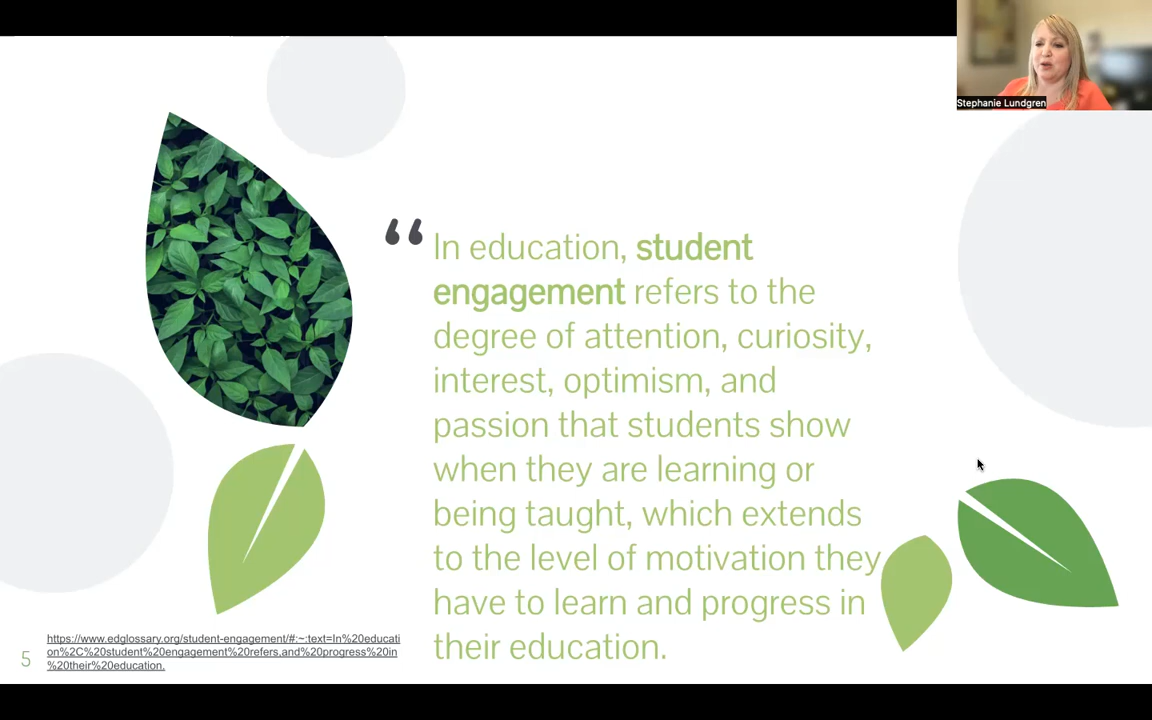 Stephanie Lundgren
“ In education, student
engagement refers to the
degree of attention, curiosity,
interest, optimism, and
passion that students show
when they are learning or
being taught, which extends
to the level of motivation they
have to learn and progress in
their education.
5
https://www.edglossary.org/student-engagement/#:~:text=In%20educati
on%2C%20student%20engagement%20refers,and%20progress%20in
%20their%20education.